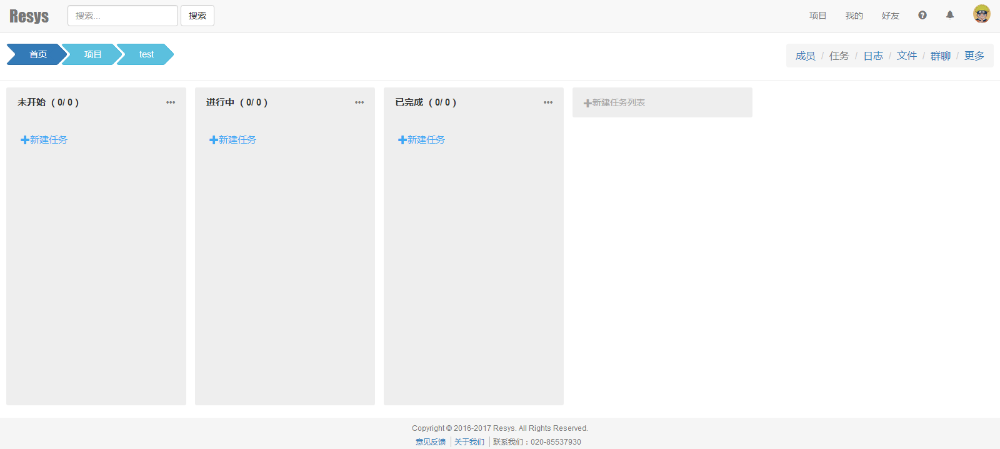 Resys 搜索... 搜索 项目 我的 好友
首页 项目 test 成员 / 任务 / 日志 / 文件 / 群聊 / 更多
未开始 ( 0/ 0 ) 进行中 ( 0/ 0 ) 已完成 ( 0/ 0 ) 新建任务列表
新建任务 新建任务 新建任务
Copyright © 2016-2017 Resys. All Rights Reserved.
意见反馈 | 关于我们 | 联系我们：020-85537930